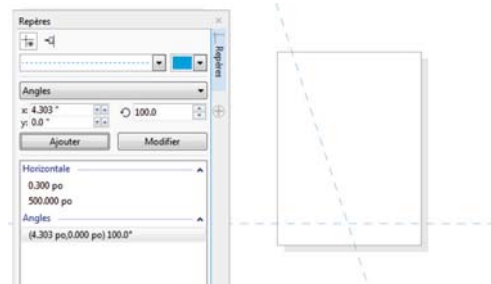 Repères
Angles
x: 4.303 "
y: 0.0 "
100.0
Ajouter
Modifier
Horizontale
0.300 po
500.000 po
Angles
(4.303 po,0.000 po) 100.0°
Repères